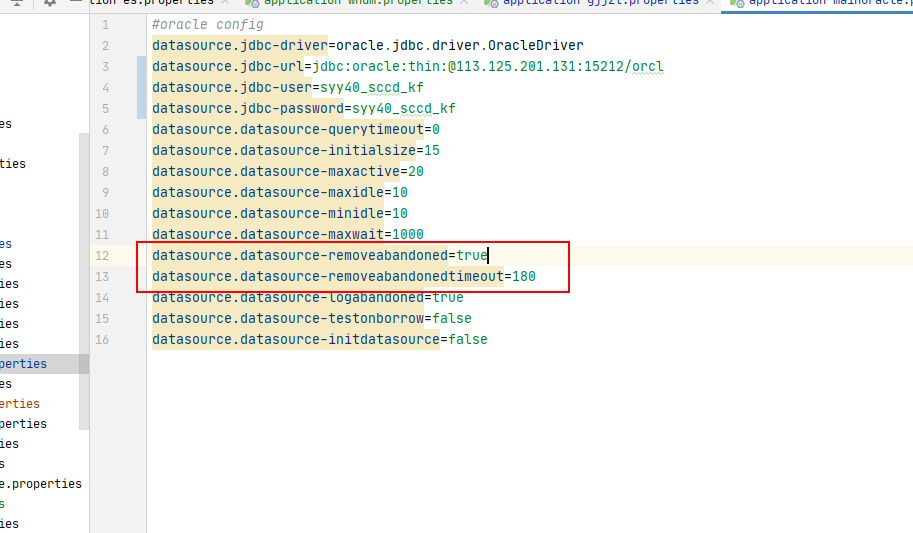 ation-es.properties
application-whdm.properties
application-gjjzt.properties
application-mainoracle.p
1 #oracle config
2 datasource.jdbc-driver=oracle.jdbc.driver.OracleDriver
3 datasource.jdbc-url=jdbc:oracle:thin:@113.125.201.131:15212/orcl
4 datasource.jdbc-user=syy40_sccd_kf
5 datasource.jdbc-password=syy40_sccd_kf
6 datasource.datasource-querytimeout=0
7 datasource.datasource-initialsize=15
8 datasource.datasource-maxactive=20
9 datasource.datasource-maxidle=10
10 datasource.datasource-minidle=10
11 datasource.datasource-maxwait=1000
12 datasource.datasource-removeabandoned=true
13 datasource.datasource-removeabandonedtimeout=180
14 datasource.datasource-logabandoned=true
15 datasource.datasource-testonborrow=false
16 datasource.datasource-initdatasource=false
es
ties
es
es
ies
ies
ies
ies
perties
es
erties
perties
ies
s
e.properties
s
ies